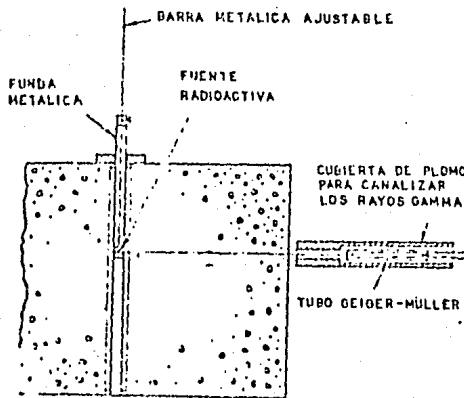 BARRA METALICA AJUSTABLE
FUNDA
METALICA
FUENTE
RADIOACTIVA
CUBIERTA DE PLOMO
PARA CANALIZAR
LOS RAYOS GAMMA
TUBO GEIGER-MÜLLER